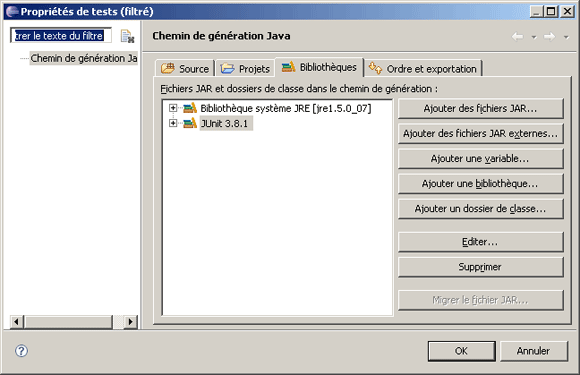 Propriétés de tests (filtré)
trer le texte du filtre
Chemin de génération Java
Chemin de génération Ja
Source
Projets
Bibliothèques
Ordre et exportation
Fichiers JAR et dossiers de classe dans le chemin de génération :
Bibliothèque système JRE [jre1.5.0_07]
JUnit 3.8.1
Ajouter des fichiers JAR...
Ajouter des fichiers JAR externes...
Ajouter une variable...
Ajouter une bibliothèque...
Ajouter un dossier de classe...
Editer...
Supprimer
Migrer le fichier JAR...
?
OK
Annuler